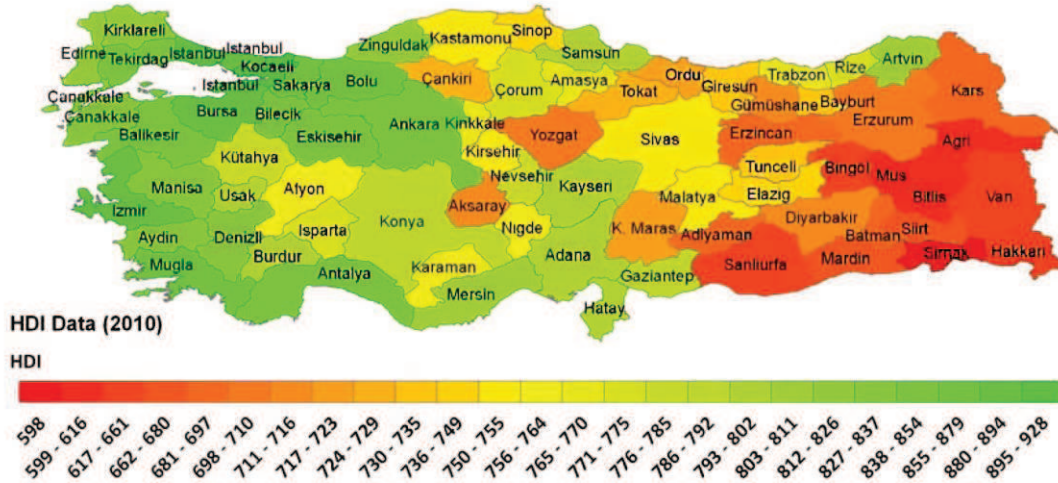 Kirklareli
Edirne
Tekirdag
Istanbul
Istanbul
Kocaeli
Istanbul
Sakarya
Bolu
Zinguldak
Kastamonu
Sinop
Samsun
Çankiri
Çorum
Amasya
Tokat
Ordu
Giresun
Trabzon
Rize
Artvin
Kars
Gümüshane
Bayburt
Erzurum
Çanakkale
Çanakkale
Bursa
Bilecik
Balikesir
Eskisehir
Ankara
Kinkkale
Yozgat
Sivas
Erzincan
Agri
Kütahya
Kirsehir
Nevsehir
Kayseri
Tunceli
Bingöl
Mus
Manisa
Usak
Afyon
Aksaray
Malatya
Elazig
Bitlis
Van
Izmir
Konya
Nigde
K. Maras
Diyarbakir
Isparta
Aydin
Denizli
Burdur
Adana
Adiyaman
Batman
Siirt
Mugla
Antalya
Karaman
Mersin
Gaziantep
Sanliurfa
Mardin
Sirnak
Hakkari
Hatay
HDI Data (2010)
HDI
598
599 - 616
617 - 661
662 - 680
681 - 697
698 - 710
711 - 716
717 - 723
724 - 729
730 - 735
736 - 749
750 - 755
756 - 764
765 - 770
771 - 775
776 - 785
786 - 792
793 - 802
803 - 811
812 - 826
827 - 837
838 - 854
855 - 879
880 - 894
895 - 928